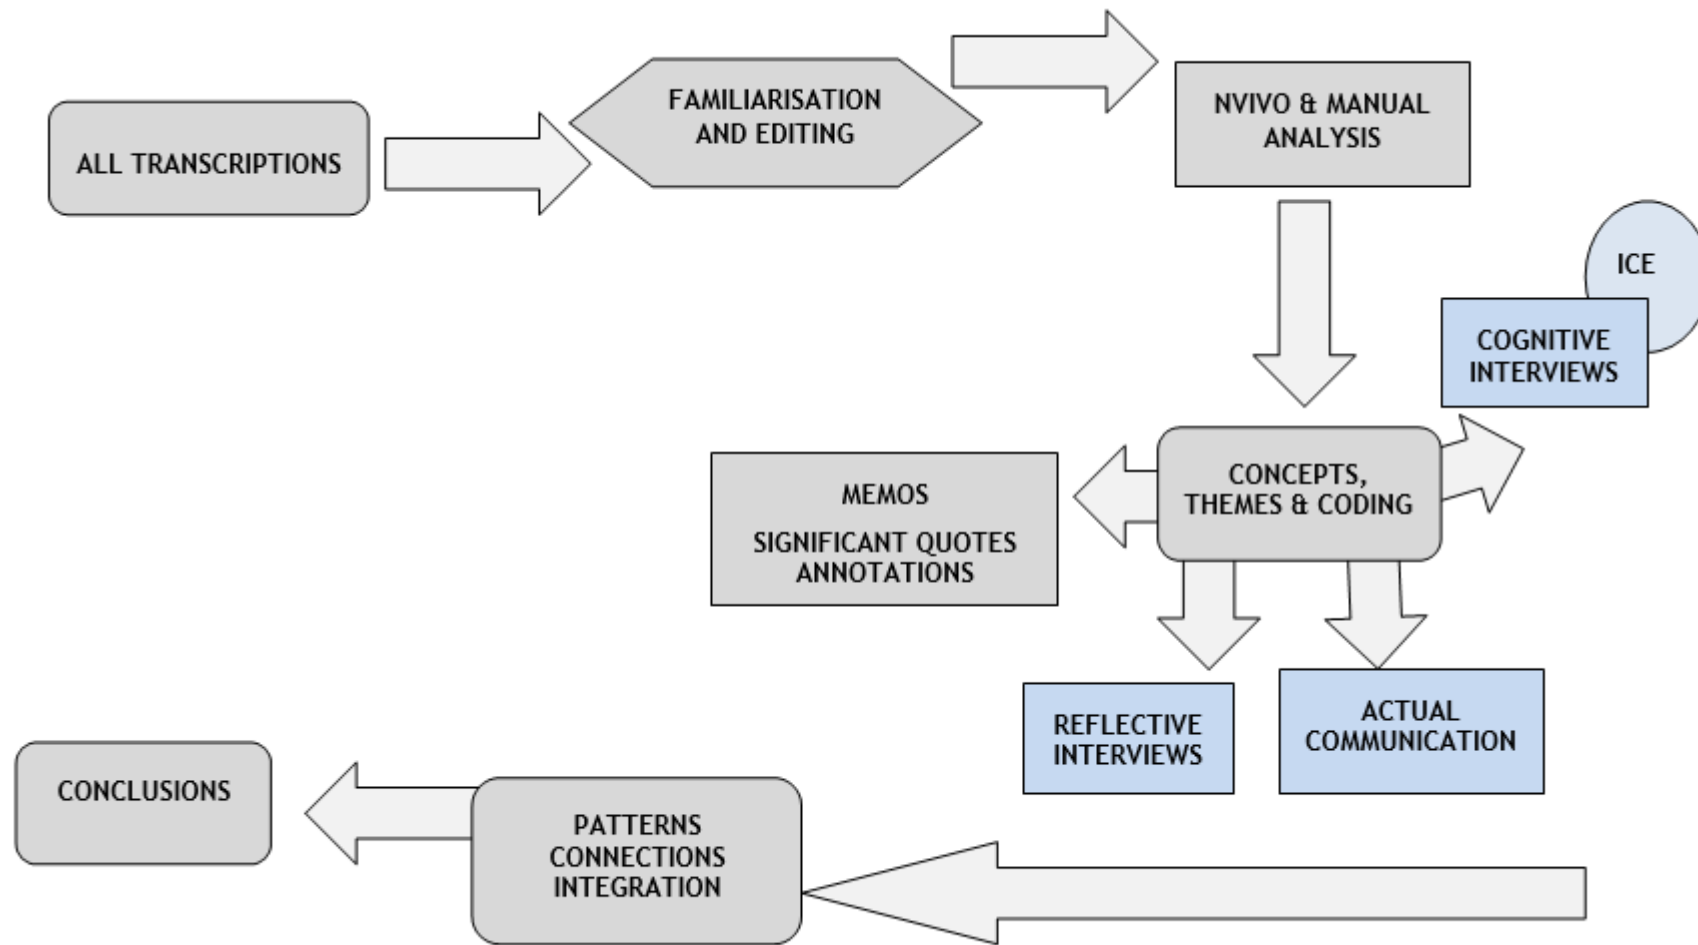 ALL TRANSCRIPTIONS
FAMILIARISATION
AND EDITING
NVIVO & MANUAL
ANALYSIS
ICE
COGNITIVE
INTERVIEWS
CONCEPTS,
THEMES & CODING
MEMOS
SIGNIFICANT QUOTES
ANNOTATIONS
REFLECTIVE
INTERVIEWS
ACTUAL
COMMUNICATION
PATTERNS
CONNECTIONS
INTEGRATION
CONCLUSIONS